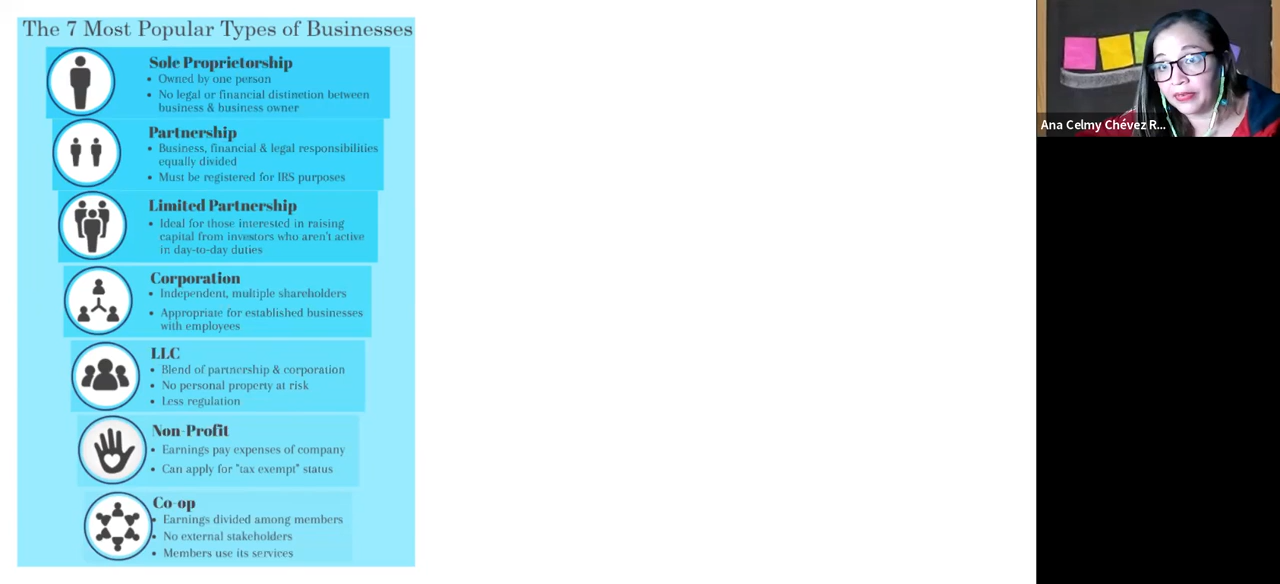 The 7 Most Popular Types of Businesses
Sole Proprietorship
• Owned by one person
• No legal or financial distinction between
business & business owner
Partnership
• Business, financial & legal responsibilities
equally divided
• Must be registered for IRS purposes
Limited Partnership
• Ideal for those interested in raising
capital from investors who aren't active
in day-to-day duties
Corporation
• Independent, multiple shareholders
• Appropriate for established businesses
with employees
LLC
• Blend of partnership & corporation
• No personal property at risk
• Less regulation
Non-Profit
• Earnings pay expenses of company
• Can apply for "tax exempt" status
Co-op
• Earnings divided among members
• No external stakeholders
• Members use its services
Ana Celmy Chévez R...